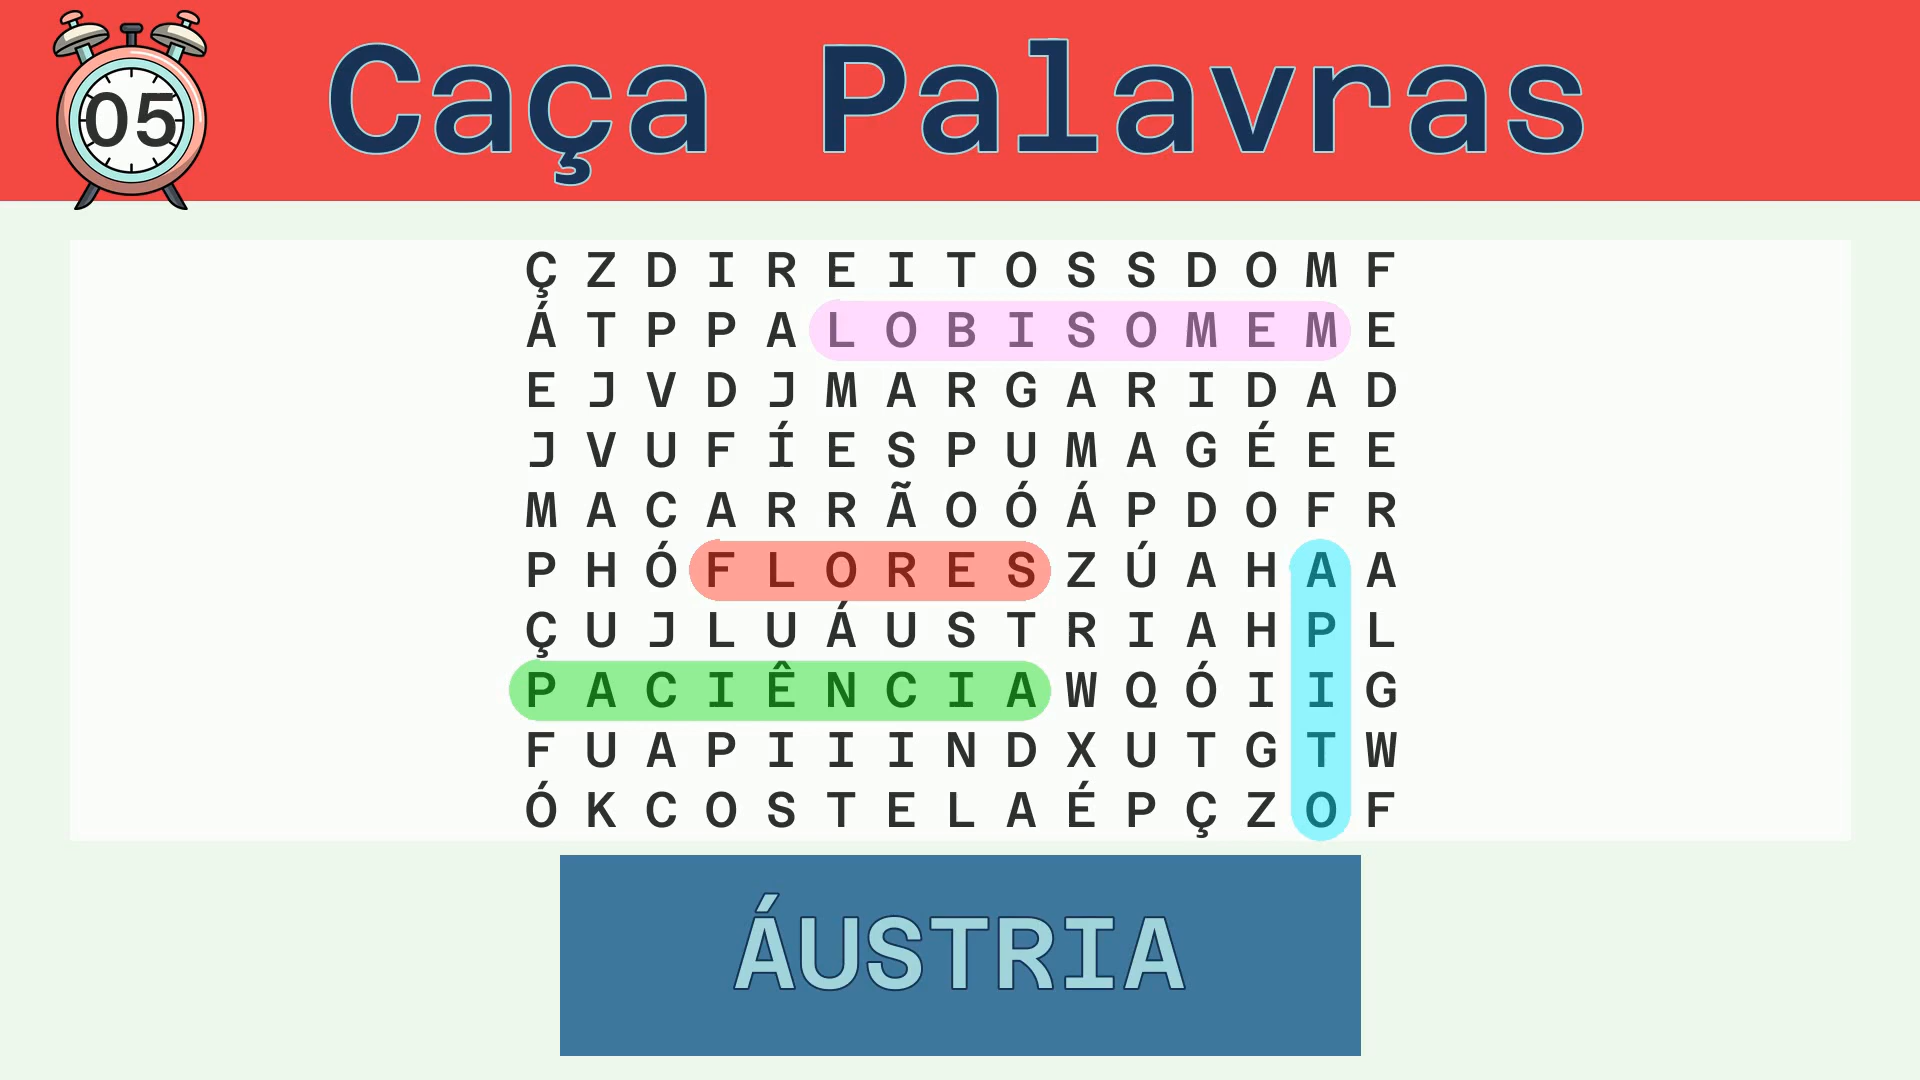 05
Caça Palavras
Ç Z D I R E I T O S S D O M F
Á T P P A L O B I S O M E M E
E J V D J M A R G A R I D A D
J V U F Í E S P U M A G É E E
M A C A R R Ã O Ó Á P D O F R
P H Ó F L O R E S Z Ú A H A A
Ç U J L U Á U S T R I A H P L
P A C I Ê N C I A W Q Ó I I G
F U A P I I I N D X U T G T W
Ó K C O S T E L A É P Ç Z O F
ÁUSTRIA